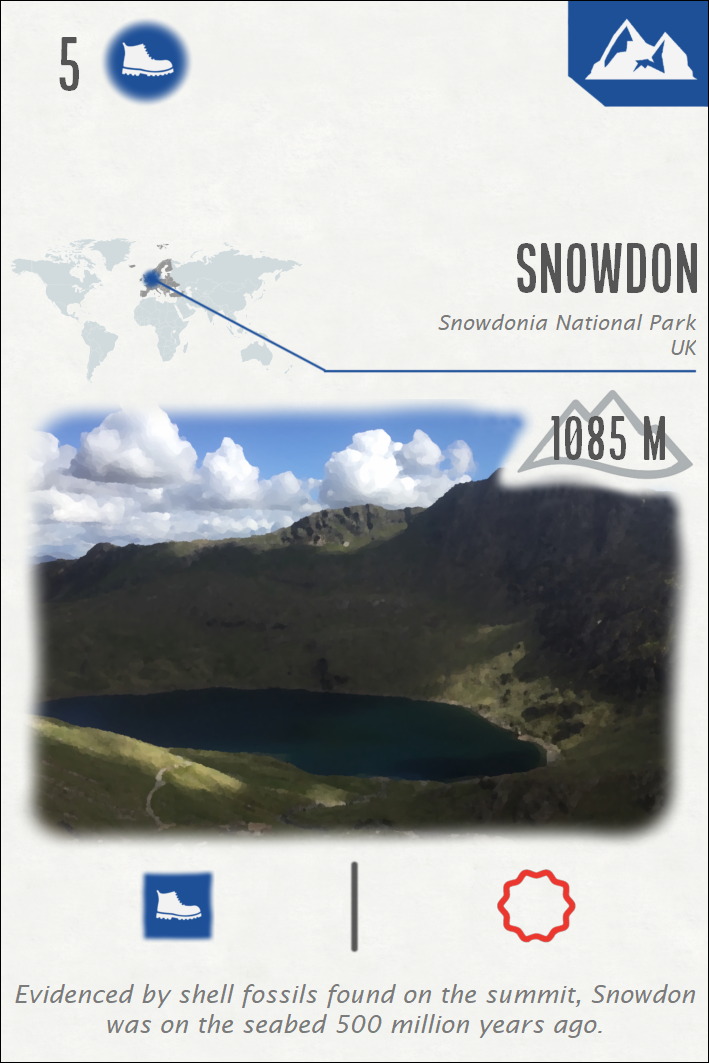 5
SNOWDON
Snowdonia National Park
UK
1085 M
Evidenced by shell fossils found on the summit, Snowdon
was on the seabed 500 million years ago.